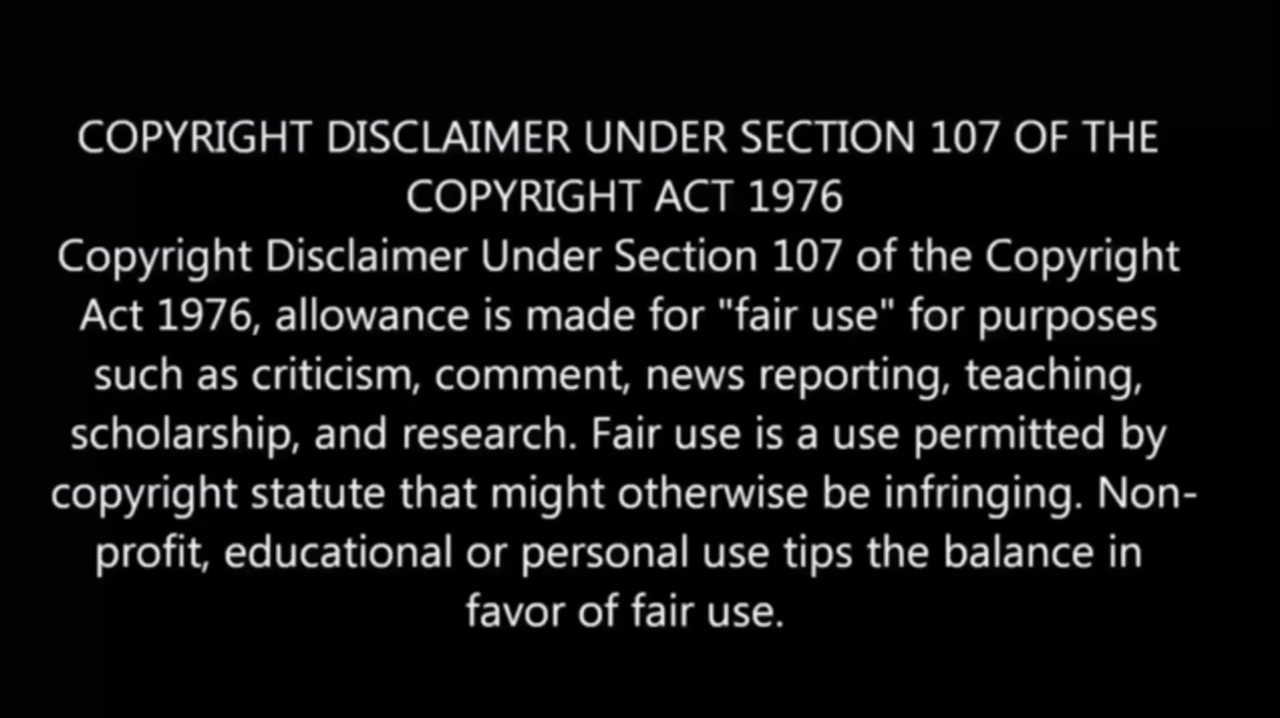 COPYRIGHT DISCLAIMER UNDER SECTION 107 OF THE
COPYRIGHT ACT 1976
Copyright Disclaimer Under Section 107 of the Copyright
Act 1976, allowance is made for "fair use" for purposes
such as criticism, comment, news reporting, teaching,
scholarship, and research. Fair use is a use permitted by
copyright statute that might otherwise be infringing. Non-
profit, educational or personal use tips the balance in
favor of fair use.